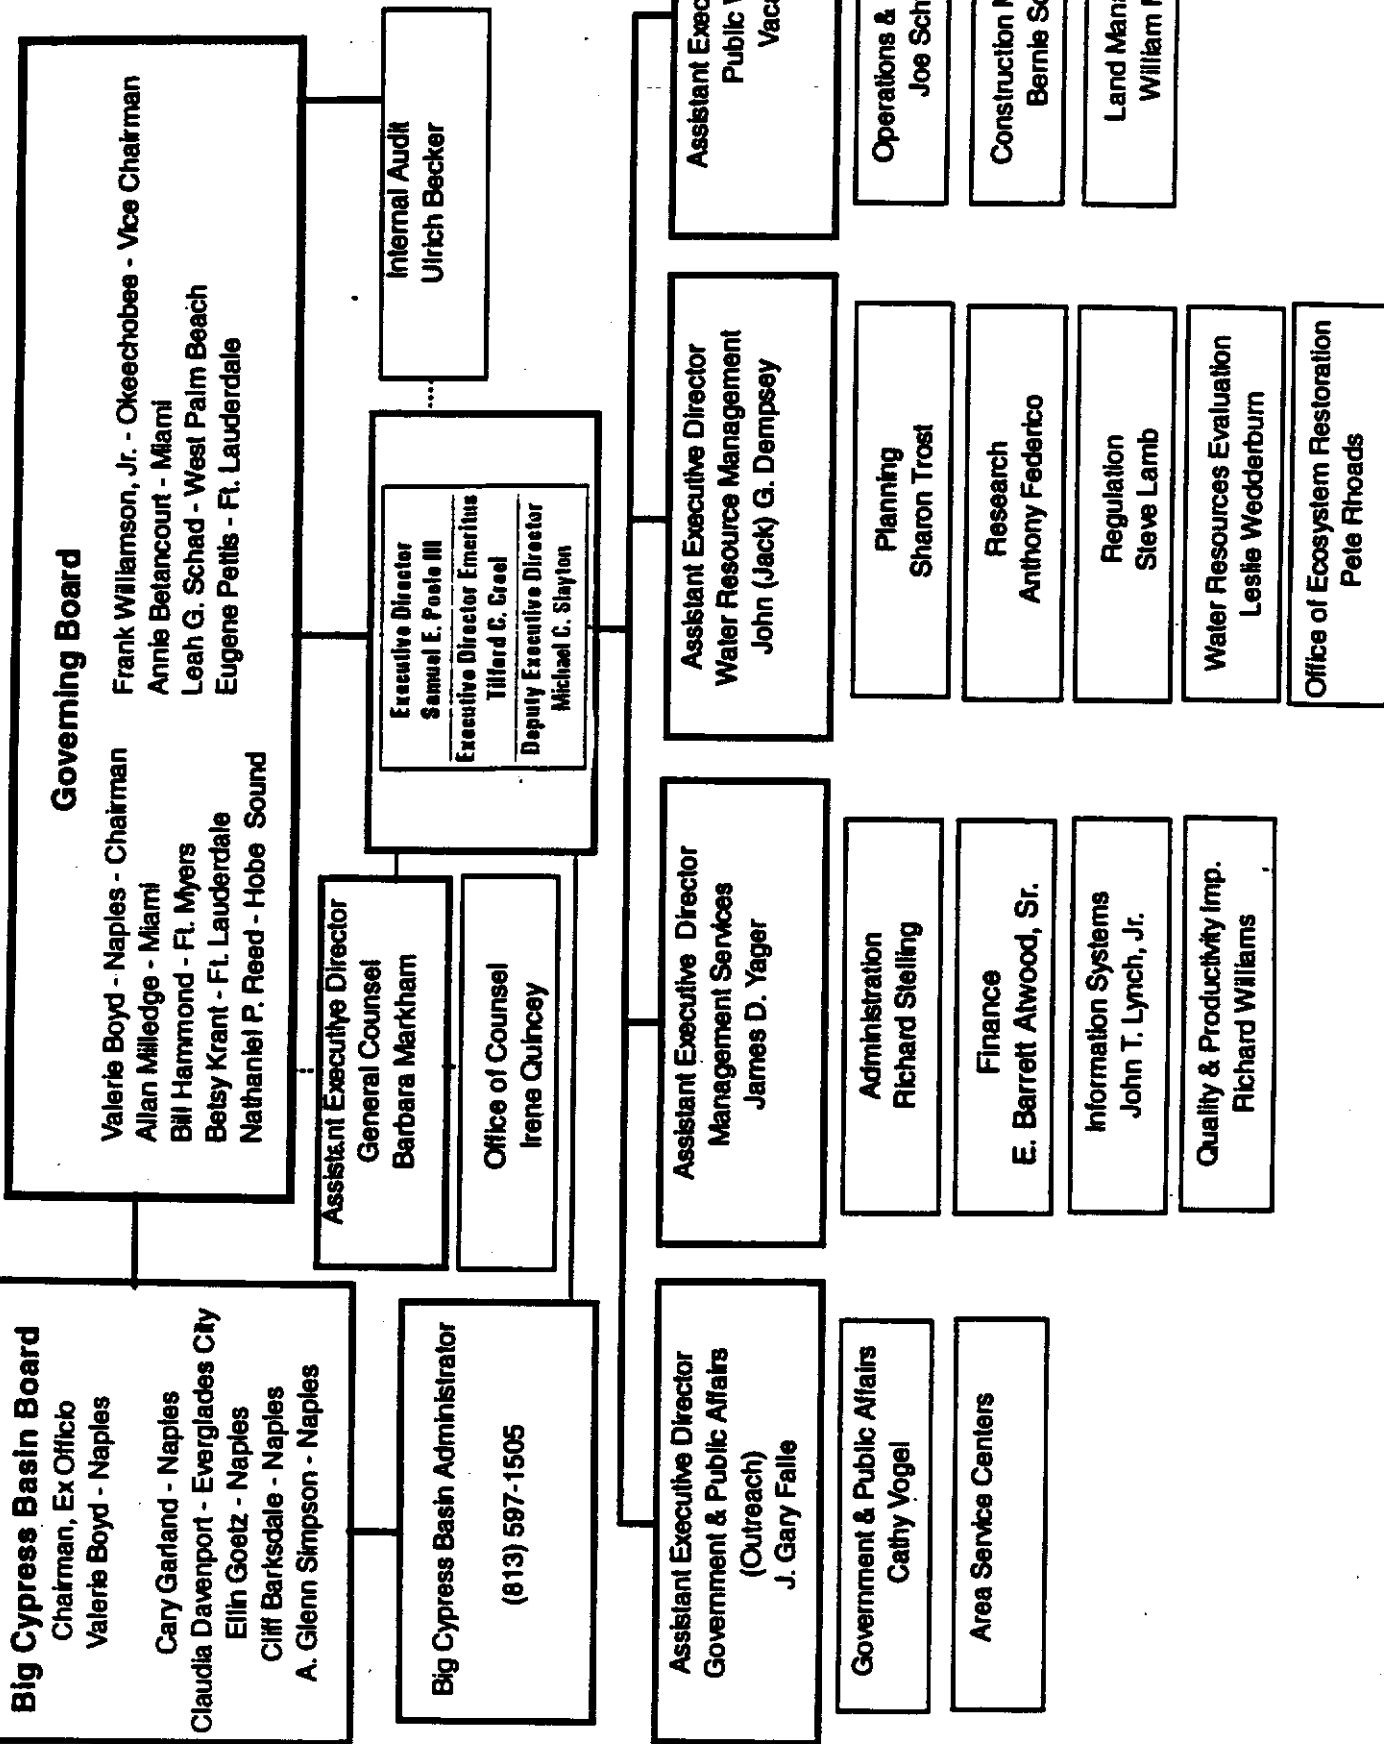 Big Cypress Basin Board
Chairman, Ex Officio
Valerie Boyd - Naples
Cary Garland - Naples
Claudia Davenport - Everglades City
Ellin Goetz - Naples
Cliff Barksdale - Naples
A. Glenn Simpson - Naples
Governing Board
Valerie Boyd - Naples - Chairman
Allan Milledge - Miami
Bill Hammond - Ft. Myers
Betsy Krant - Ft. Lauderdale
Nathaniel P. Reed - Hobe Sound
Frank Williamson, Jr. - Okeechobee - Vice Chairman
Annie Betancourt - Miami
Leah G. Schad - West Palm Beach
Eugene Pettis - Ft. Lauderdale
Big Cypress Basin Administrator
(813) 597-1505
Assistant Executive Director
General Counsel
Barbara Markham
Office of Counsel
Irene Quincey
Executive Director
Samuel E. Poole III
Executive Director Emeritus
Tilford C. Creel
Deputy Executive Director
Michael C. Slayton
Internal Audit
Ulrich Becker
Assistant Executive Director
Government & Public Affairs
(Outreach)
J. Gary Falle
Government & Public Affairs
Cathy Vogel
Area Service Centers
Assistant Executive Director
Management Services
James D. Yager
Administration
Richard Stelling
Finance
E. Barrett Atwood, Sr.
Information Systems
John T. Lynch, Jr.
Quality & Productivity Imp.
Richard Williams
Assistant Executive Director
Water Resource Management
John (Jack) G. Dempsey
Planning
Sharon Trost
Research
Anthony Federico
Regulation
Steve Lamb
Water Resources Evaluation
Leslie Wedderburn
Office of Ecosystem Restoration
Pete Rhoads
Assistant
Public
Operations &
Joe
Construction
Bernie
Land
William